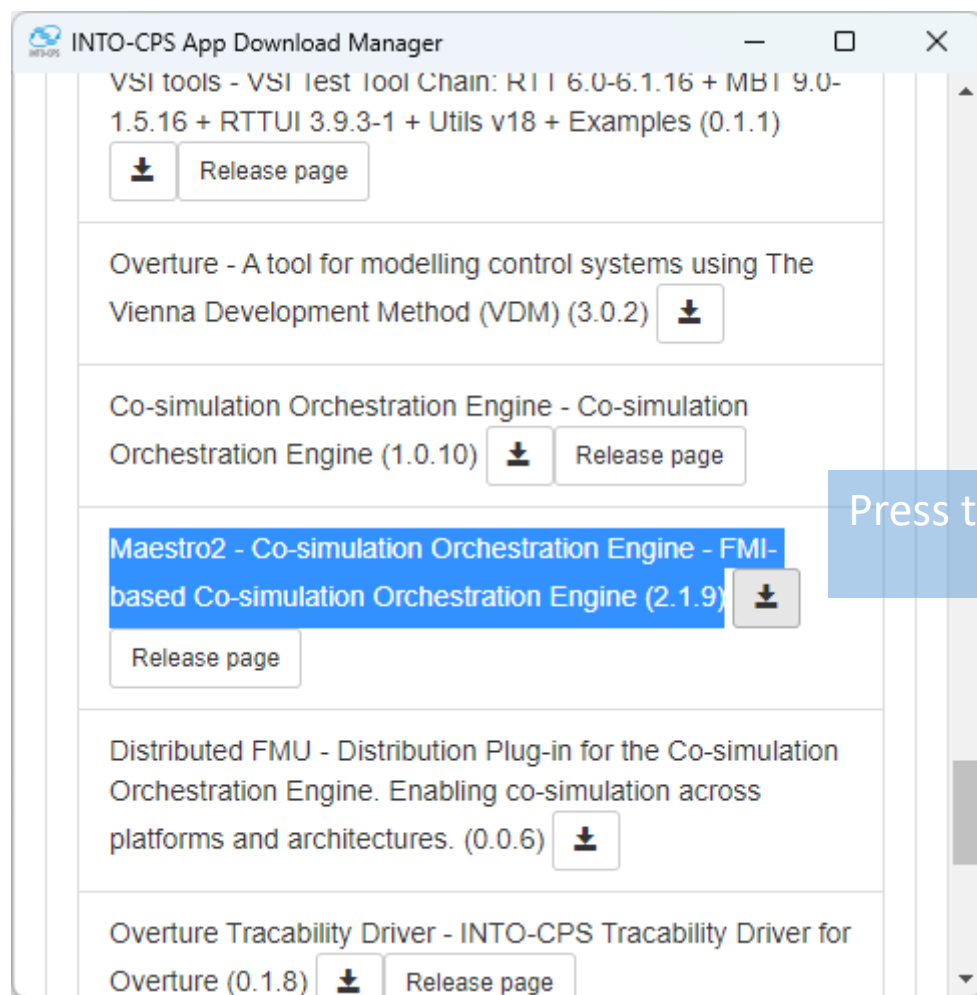 INTO-CPS App Download Manager
VSI tools - VSI Test Tool Chain: RTT 6.0-6.1.16 + MBT 9.0-
1.5.16 + RTTUI 3.9.3-1 + Utils v18 + Examples (0.1.1)
Release page
Overture - A tool for modelling control systems using The
Vienna Development Method (VDM) (3.0.2)
Co-simulation Orchestration Engine - Co-simulation
Orchestration Engine (1.0.10) Release page
Press t
Maestro2 - Co-simulation Orchestration Engine - FMI-
based Co-simulation Orchestration Engine (2.1.9)
Release page
Distributed FMU - Distribution Plug-in for the Co-simulation
Orchestration Engine. Enabling co-simulation across
platforms and architectures. (0.0.6)
Overture Tracability Driver - INTO-CPS Tracability Driver for
Overture (0.1.8) Release page